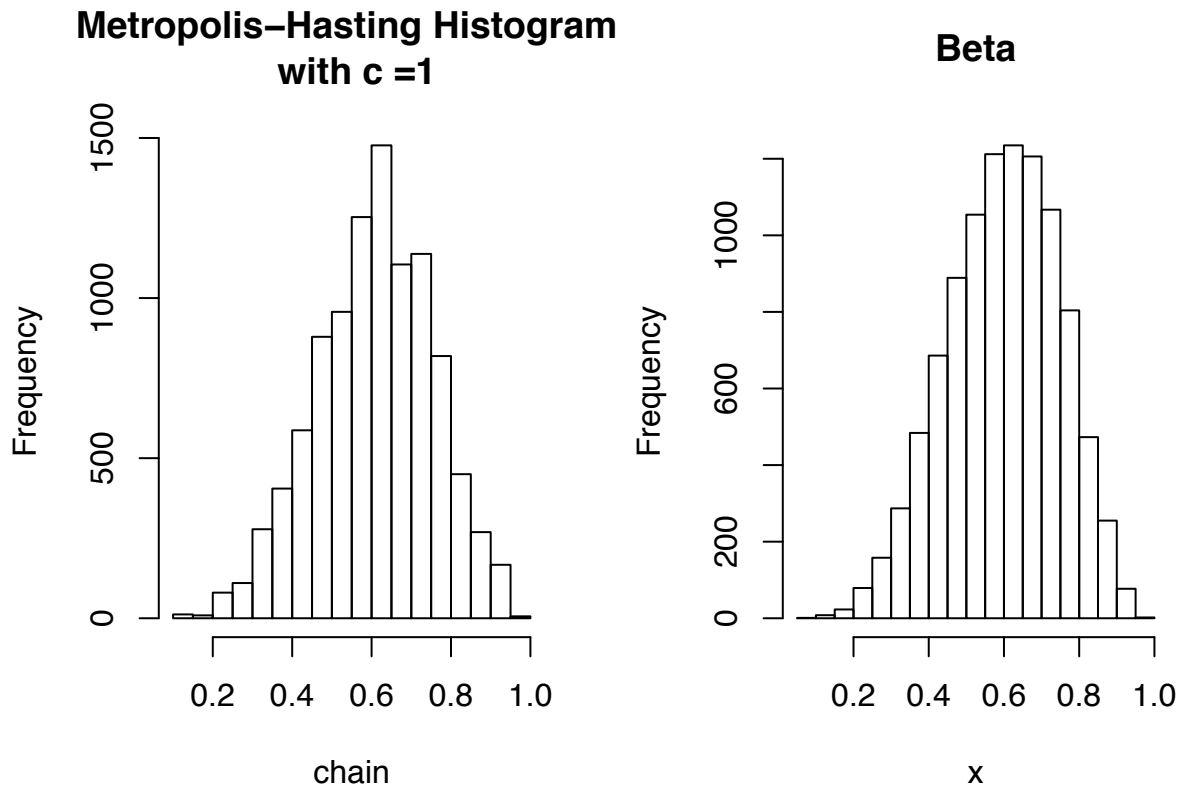 Metropolis−Hasting Histogram
with c =1
Frequency
1500
1000
500
0
0.2 0.4 0.6 0.8 1.0
chain
Beta
Frequency
1000
600
200
0
0.2 0.4 0.6 0.8 1.0
x